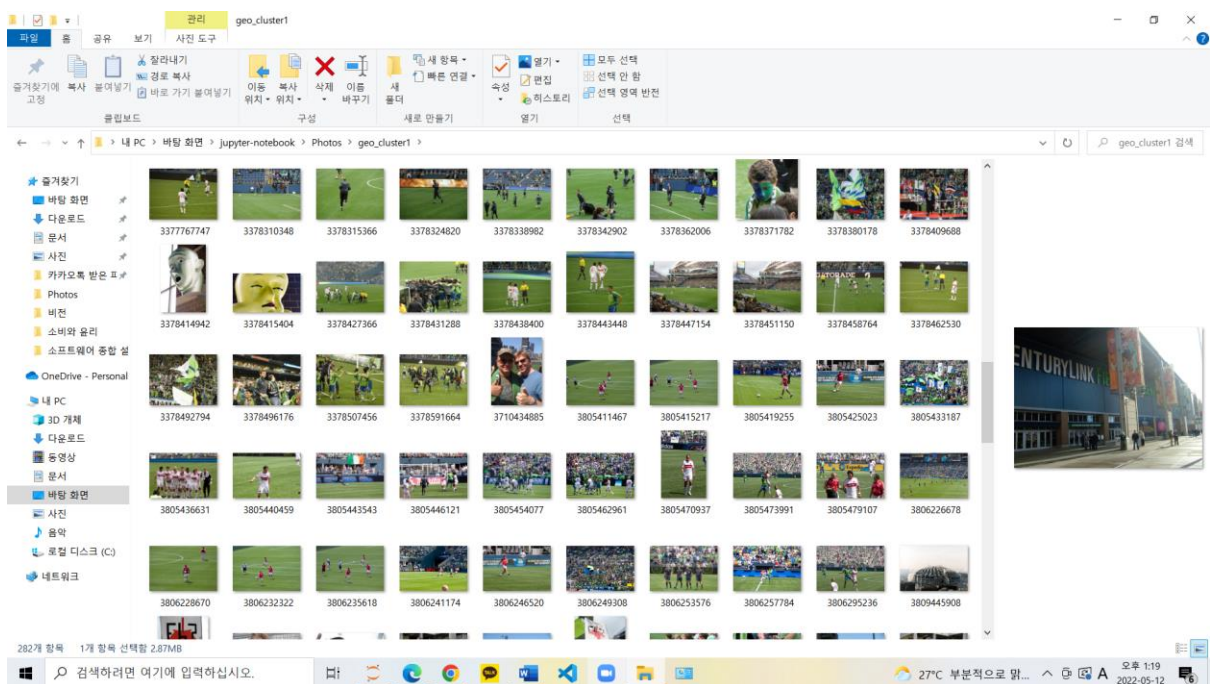 관리 geo_cluster1
파일 홈 공유 보기 사진 도구
즐겨찾기에 고정
복사
붙여넣기
잘라내기
경로 복사
바로 가기 붙여넣기
클립보드
이동 위치
복사 위치
삭제
이름 바꾸기
구성
새 폴더
새 항목
빠른 연결
새로 만들기
속성
열기
편집
히스토리
열기
모두 선택
선택 안 함
선택 영역 반전
선택
내 PC > 바탕 화면 > jupyter-notebook > Photos > geo_cluster1 >
geo_cluster1 검색
즐겨찾기
바탕 화면
다운로드
문서
사진
카카오톡 받은
Photos
비전
소비와 윤리
소프트웨어 종합 설
OneDrive - Personal
내 PC
3D 개체
다운로드
동영상
문서
바탕 화면
사진
음악
로컬 디스크 (C:)
네트워크
3377767747 3378310348 3378315366 3378324820 3378338982 3378342902 3378362006 3378371782 3378380178 3378409688
3378414942 3378415404 3378427366 3378431288 3378438400 3378443448 3378447154 3378451150 3378458764 3378462530
3378492794 3378496176 3378507456 3378591664 3710434885 3805411467 3805415217 3805419255 3805425023 3805433187
3805436631 3805440459 3805443543 3805446121 3805454077 3805462961 3805470937 3805473991 3805479107 3806226678
3806228670 3806232322 3806235618 3806241174 3806246520 3806249308 3806253576 3806257784 3806295236 3809445908
ENTURYLINK
282개 항목 1개 항목 선택함 2.87MB
검색하려면 여기에 입력하십시오.
27°C 부분적으로 맑...
A
오후 1:19
2022-05-12
6